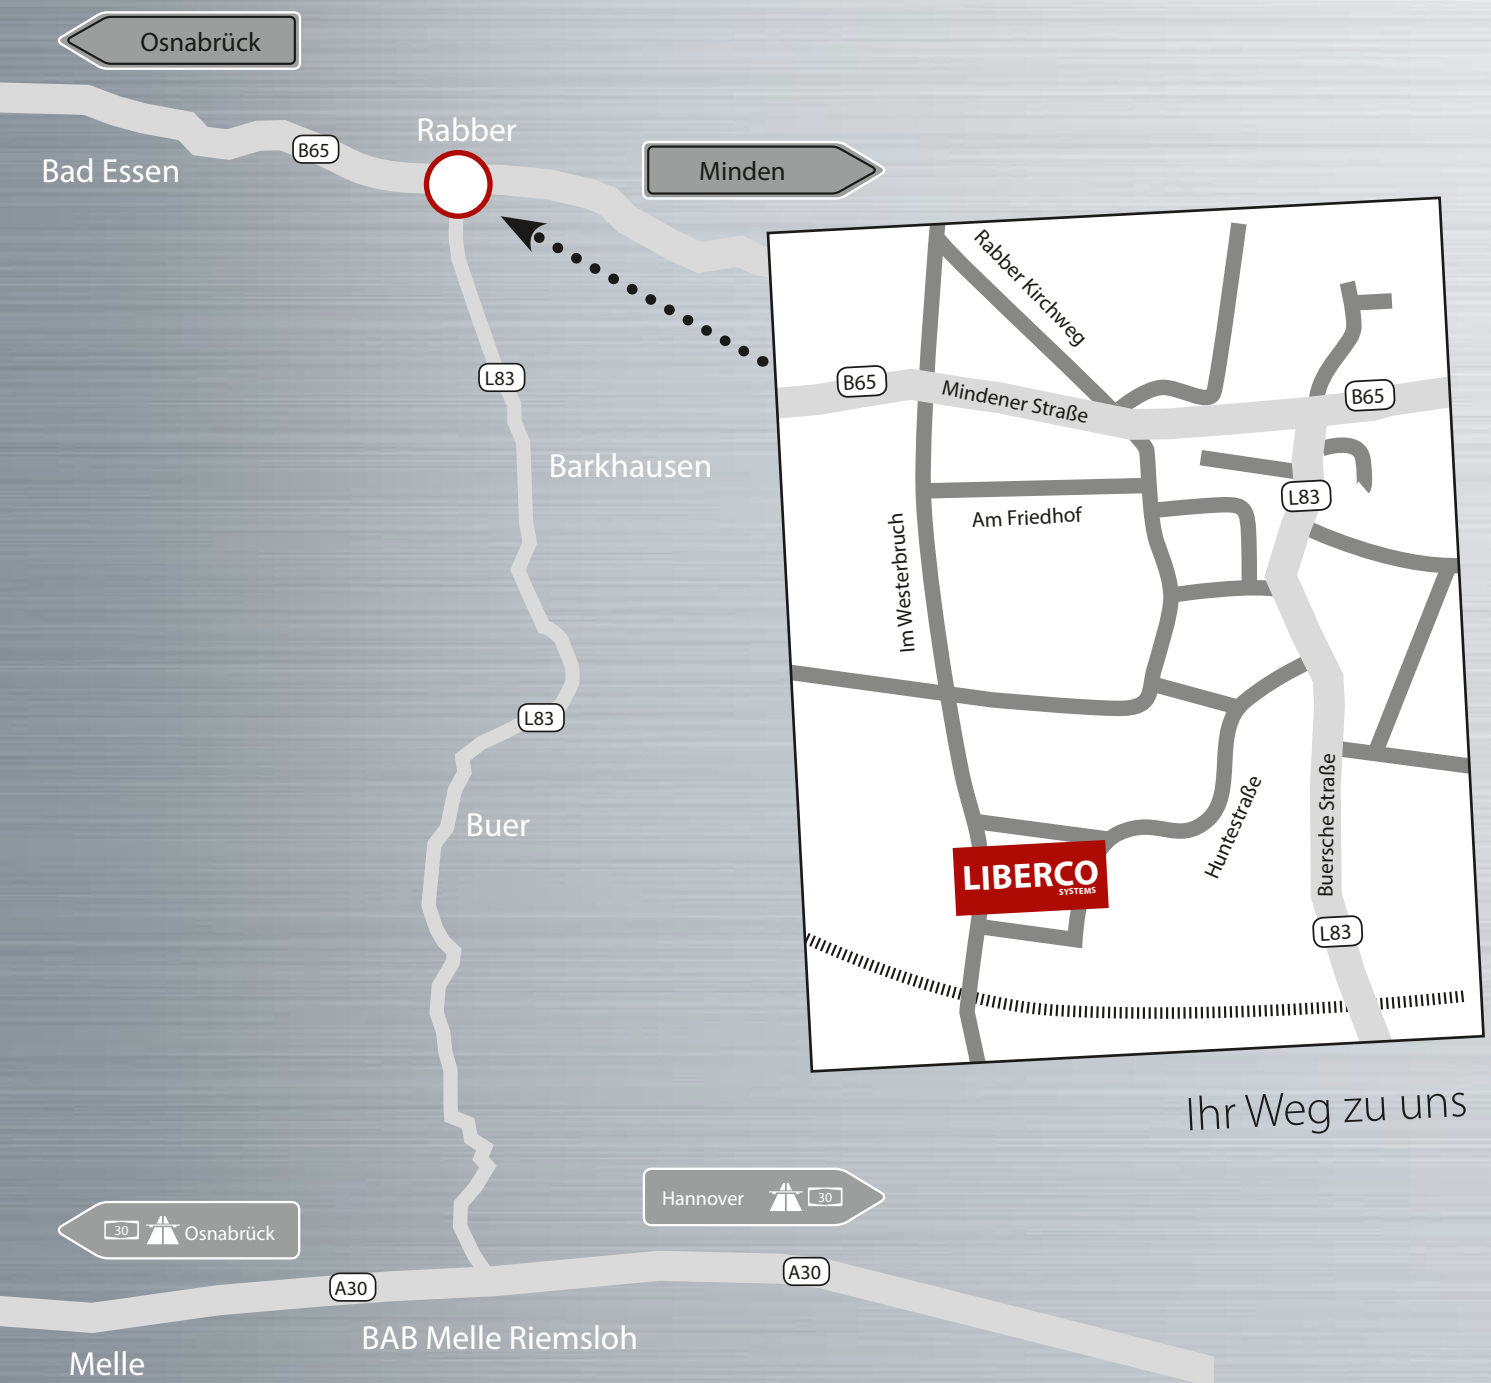 Osnabrück
Rabber
B65
Minden
Bad Essen
Rabber Kirchweg
B65
Mindener Straße
B65
L83
Barkhausen
L83
Am Friedhof
Im Westerbruch
L83
Buer
Huntestraße
Buersche Straße
LIBERCO
SYSTEMS
L83
Ihr Weg zu uns
Hannover 30
30 Osnabrück
A30
A30
BAB Melle Riemsloh
Melle